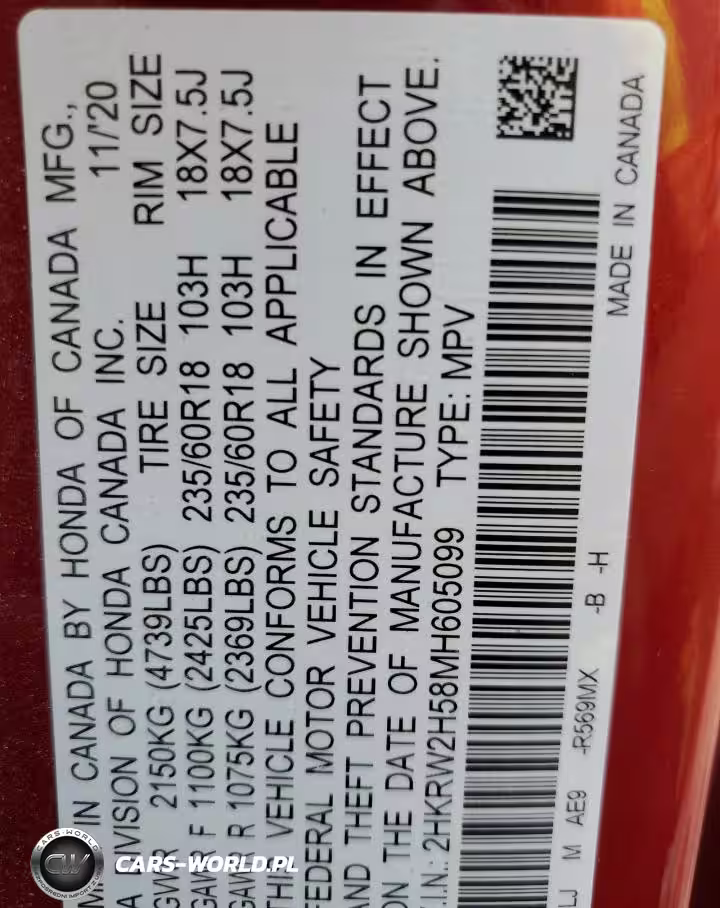 IN CANADA BY HONDA OF CANADA MFG.,
A DIVISION OF HONDA CANADA INC. 11/'20
TIRE SIZE RIM SIZE
GVWR 2150KG (4739LBS)
GAWR F 1100KG (2425LBS) 235/60R18 103H 18X7.5J
GAWR R 1075KG (2369LBS) 235/60R18 103H 18X7.5J
THIS VEHICLE CONFORMS TO ALL APPLICABLE
FEDERAL MOTOR VEHICLE SAFETY
AND THEFT PREVENTION STANDARDS IN EFFECT
ON THE DATE OF MANUFACTURE SHOWN ABOVE.
V.I.N.: 2HKRW2H58MH605099 TYPE: MPV
LJ M AE9 -R569MX -B -H
MADE IN CANADA
CARS-WORLD
CW
CARS-WORLD.PL